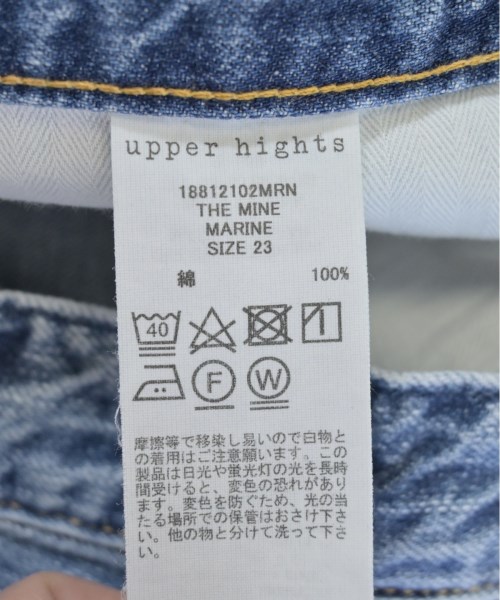 upper hights
18812102MRN
THE MINE
MARINE
SIZE 23
綿 100%
40
F W
摩擦等で移染し易いので白物と
の着用はご注意願います。この
製品は日光や蛍光灯の光を長時
間受けると、変色の恐れがあり
ます。変色を防ぐため、光の当
たる場所での保管はおさけ下さ
い。他の物と分けて洗って下さ
い。